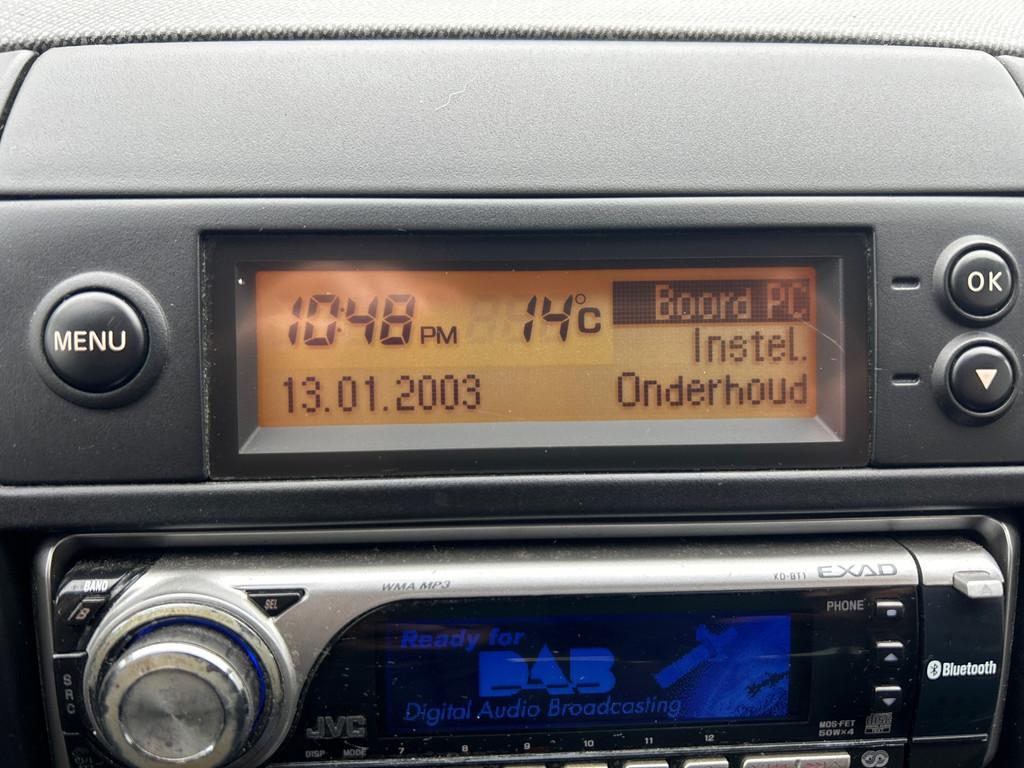 MENU
10:48 PM 14°C
13.01.2003
Boord PC
Instel.
Onderhoud
OK
BAND
SEL
WMA MP3
KD-BT1 EXAD
PHONE
Ready for
DAB
Digital Audio Broadcasting
Bluetooth
SRC
JVC
DISP MODE
7 8 9 10 11 12
MOS-FET
50W×4